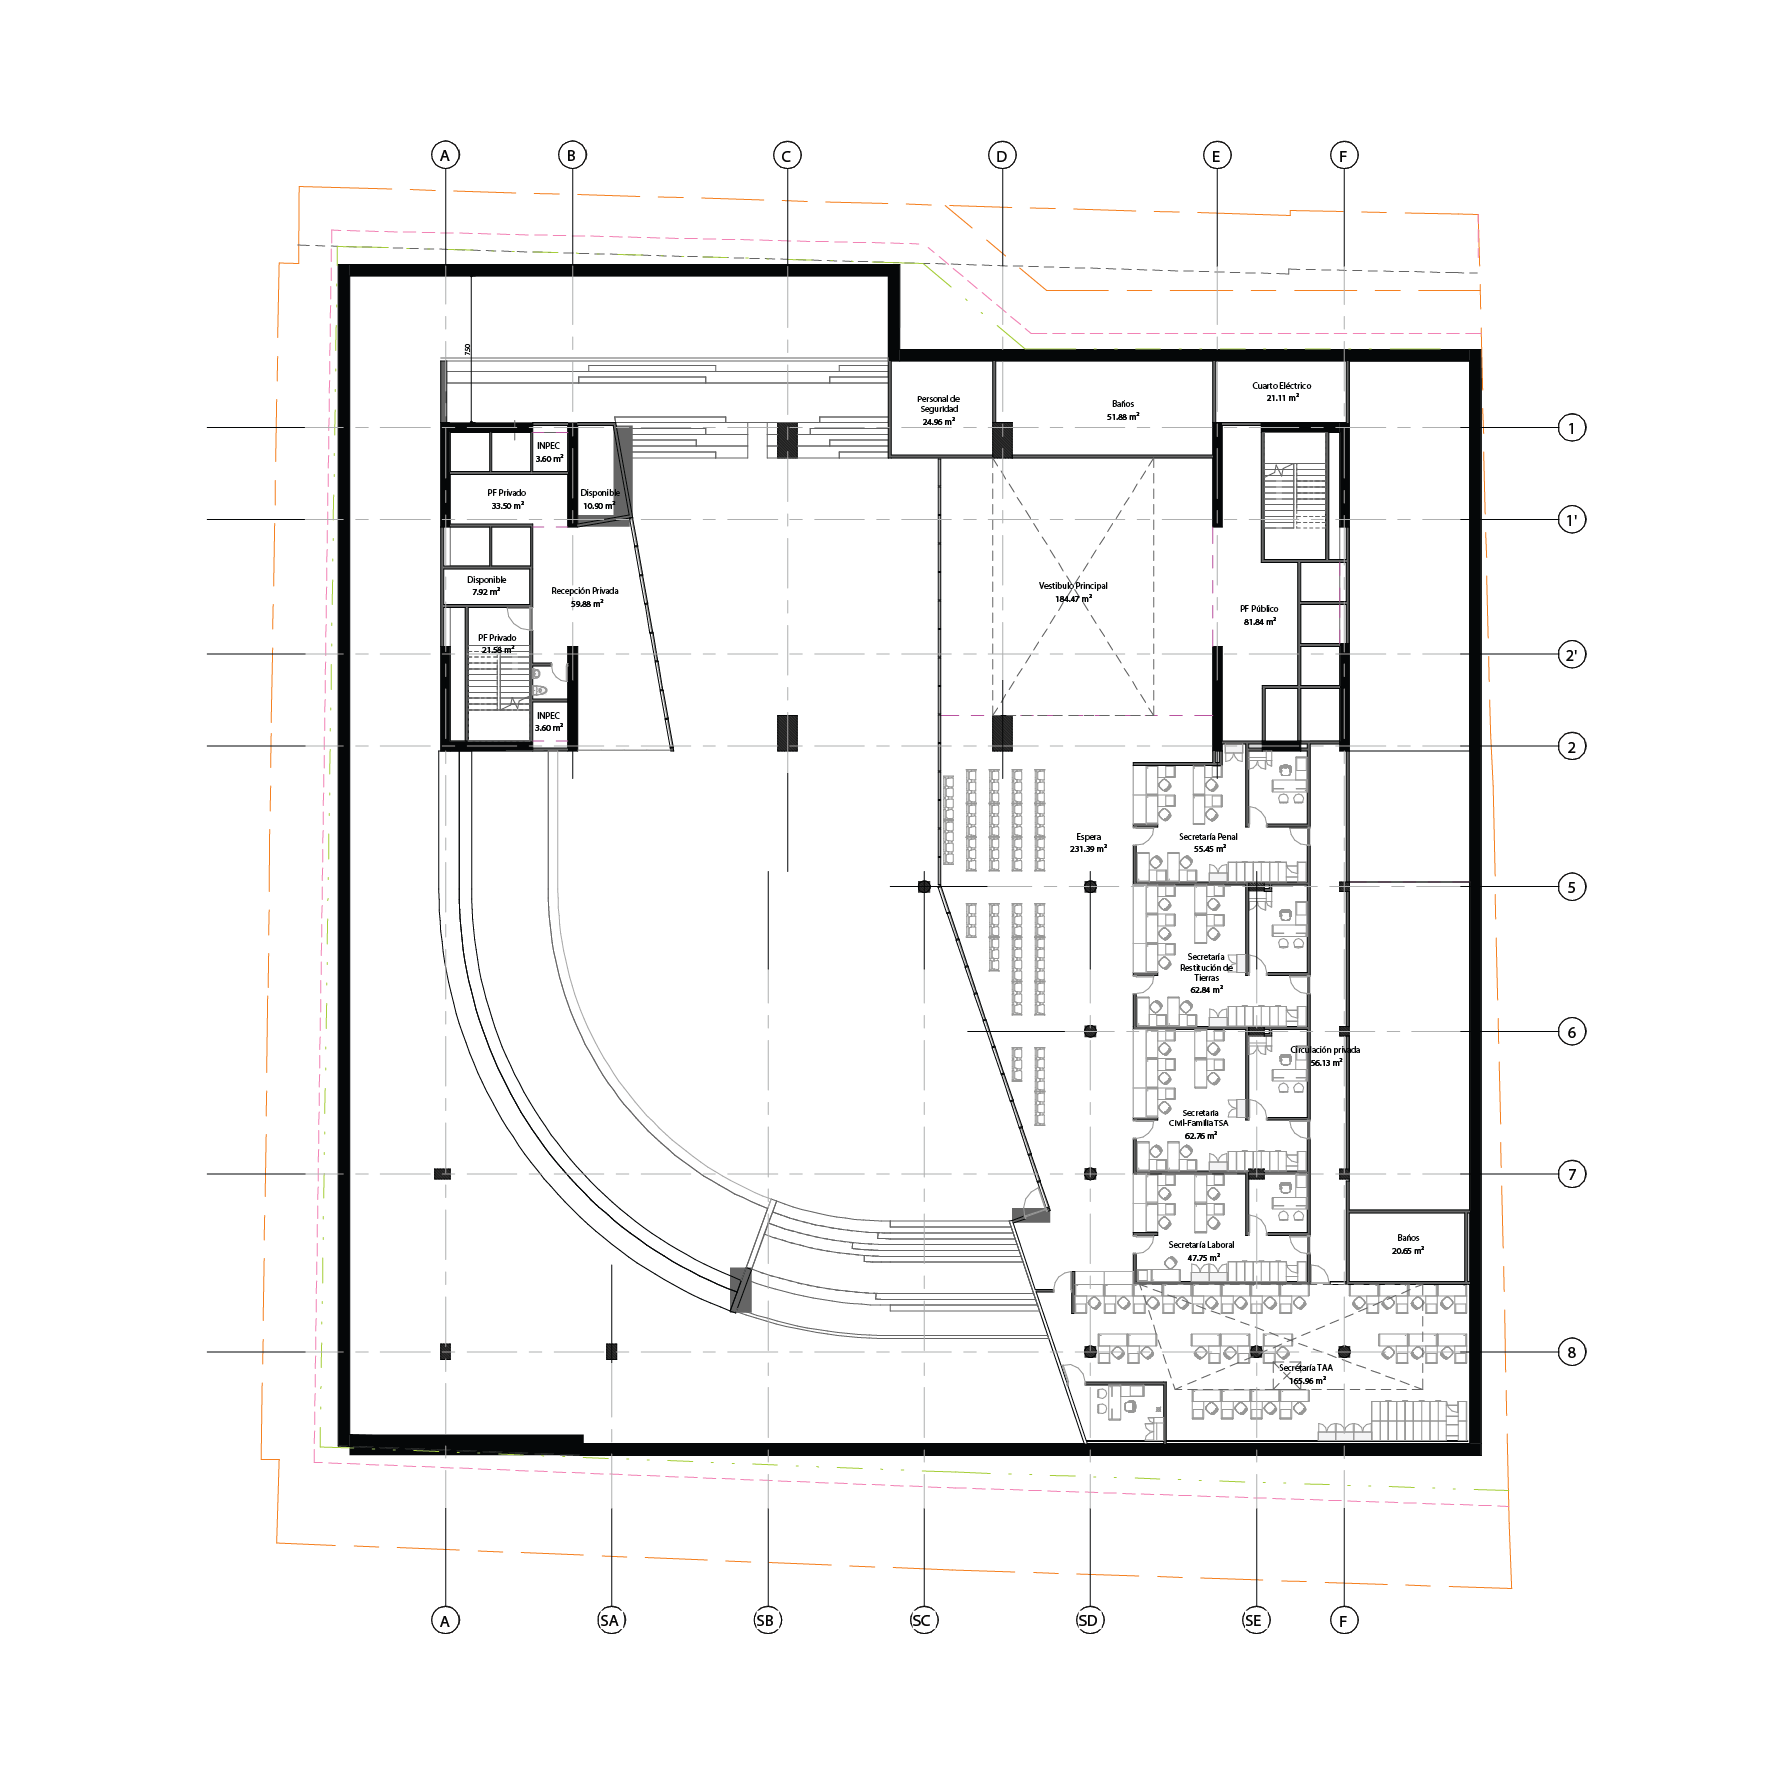 A
B
C
D
E
F
7.50
Personal de
Seguridad
24.96 m²
Baños
51.88 m²
Cuarto Eléctrico
21.11 m²
1
INPEC
3.60 m²
PF Privado
33.50 m²
Disponible
10.90 m²
1'
Disponible
7.92 m²
Recepción Privada
59.88 m²
Vestibulo Principal
184.47 m²
PF Público
81.84 m²
PF Privado
21.58 m²
2'
INPEC
3.60 m²
2
Espera
231.39 m²
Secretaría Penal
55.45 m²
5
Secretaría
Restitución de
Tierras
62.84 m²
6
Circulación privada
56.13 m²
Secretaría
Civil-Familia TSA
62.76 m²
7
Secretaría Laboral
47.75 m²
Baños
20.65 m²
8
Secretaría TAA
165.96 m²
A
SA
SB
SC
SD
SE
F